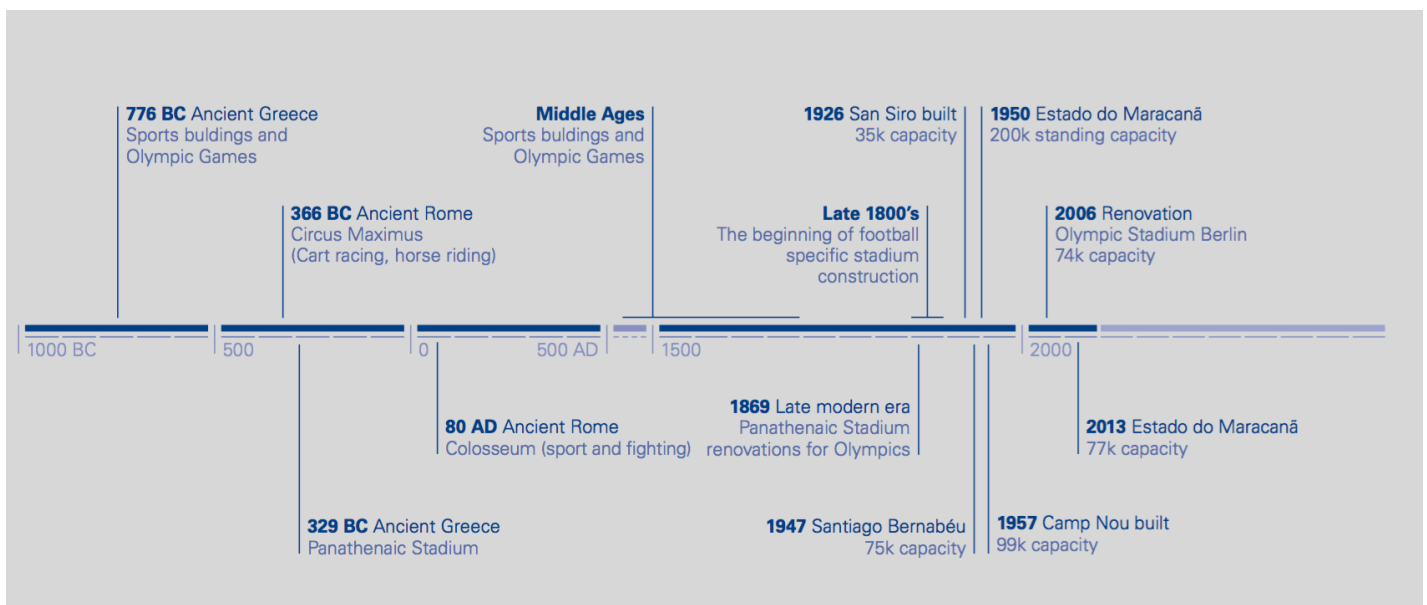 776 BC Ancient Greece
Sports buldings and
Olympic Games
Middle Ages
Sports buldings and
Olympic Games
1926 San Siro built
35k capacity
1950 Estado do Maracanã
200k standing capacity
366 BC Ancient Rome
Circus Maximus
(Cart racing, horse riding)
Late 1800's
The beginning of football
specific stadium
construction
2006 Renovation
Olympic Stadium Berlin
74k capacity
1000 BC
500
0
500 AD
1500
2000
80 AD Ancient Rome
Colosseum (sport and fighting)
1869 Late modern era
Panathenaic Stadium
renovations for Olympics
2013 Estado do Maracanã
77k capacity
329 BC Ancient Greece
Panathenaic Stadium
1947 Santiago Bernabéu
75k capacity
1957 Camp Nou built
99k capacity